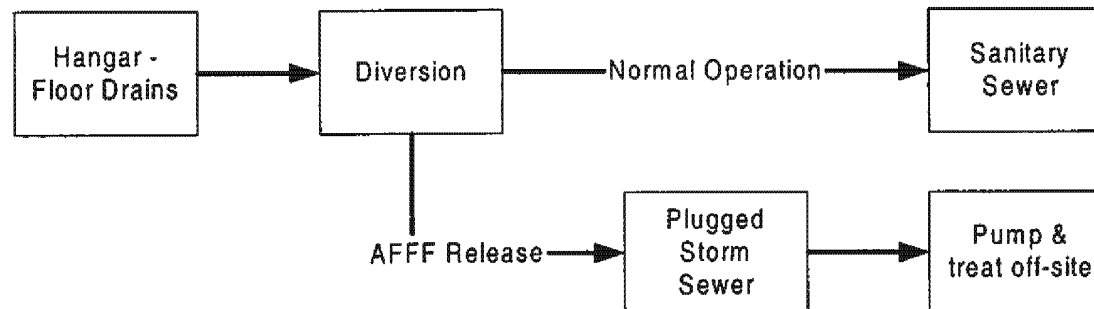 Hangar -
Floor Drains
Diversion
Normal Operation
Sanitary
Sewer
AFFF Release
Plugged
Storm
Sewer
Pump &
treat off-site